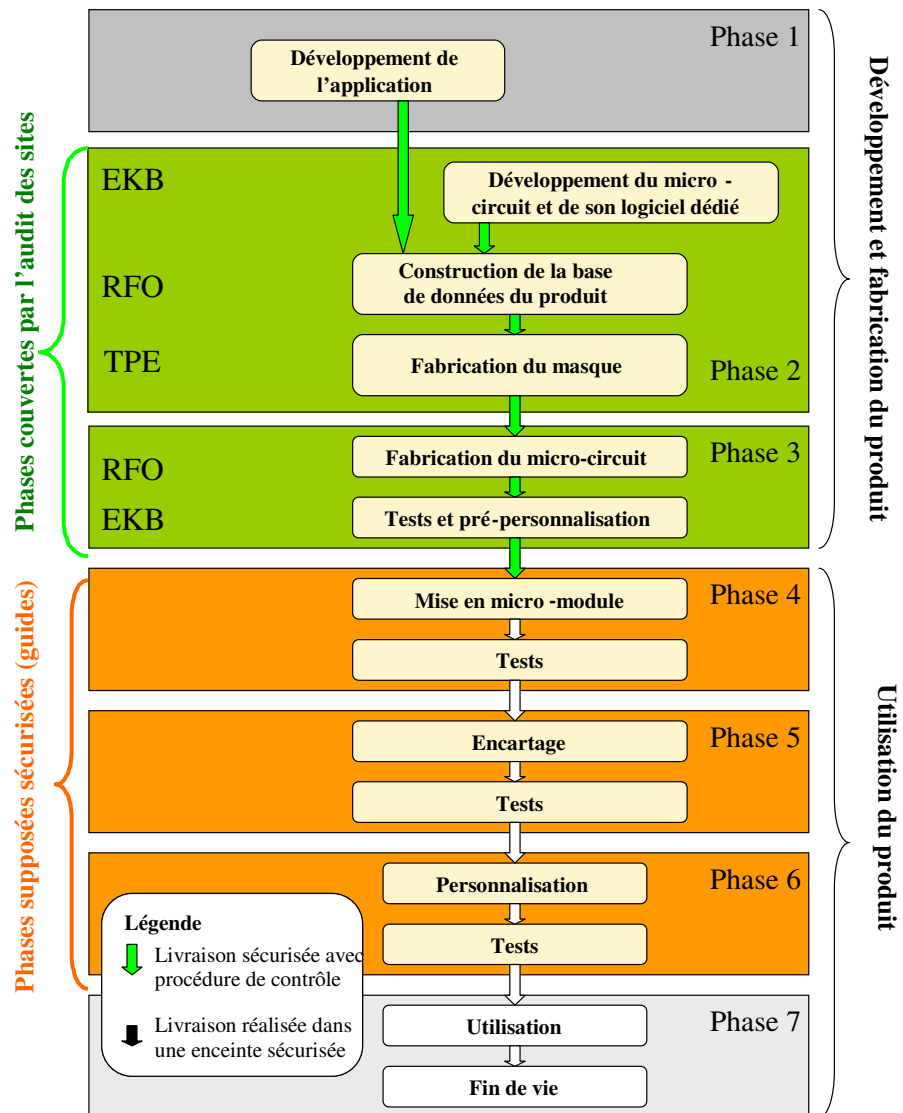 Phase 1
Développement de
l'application
EKB
Développement du micro -
circuit et de son logiciel dédié
RFO
Construction de la base
de données du produit
TPE
Fabrication du masque
Phase 2
Phase 3
Fabrication du micro-circuit
RFO
EKB
Tests et pré-personnalisation
Phase 4
Mise en micro -module
Tests
Phase 5
Encartage
Tests
Phase 6
Personnalisation
Tests
Légende
Livraison sécurisée avec
procédure de contrôle
Livraison réalisée dans
une enceinte sécurisée
Phase 7
Utilisation
Fin de vie
Phases couvertes par l'audit des sites
Phases supposées sécurisées (guides)
Développement et fabrication du produit
Utilisation du produit